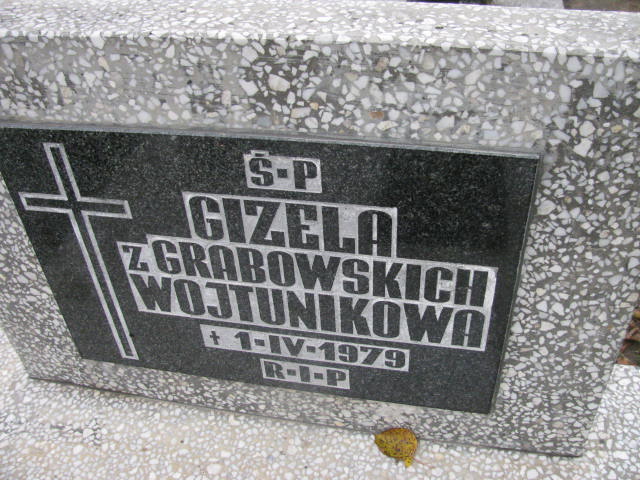 Ś-P
GIZELA
Z GRABOWSKICH
WOJTUNIKOWA
† 1-IV-1979
R-I-P